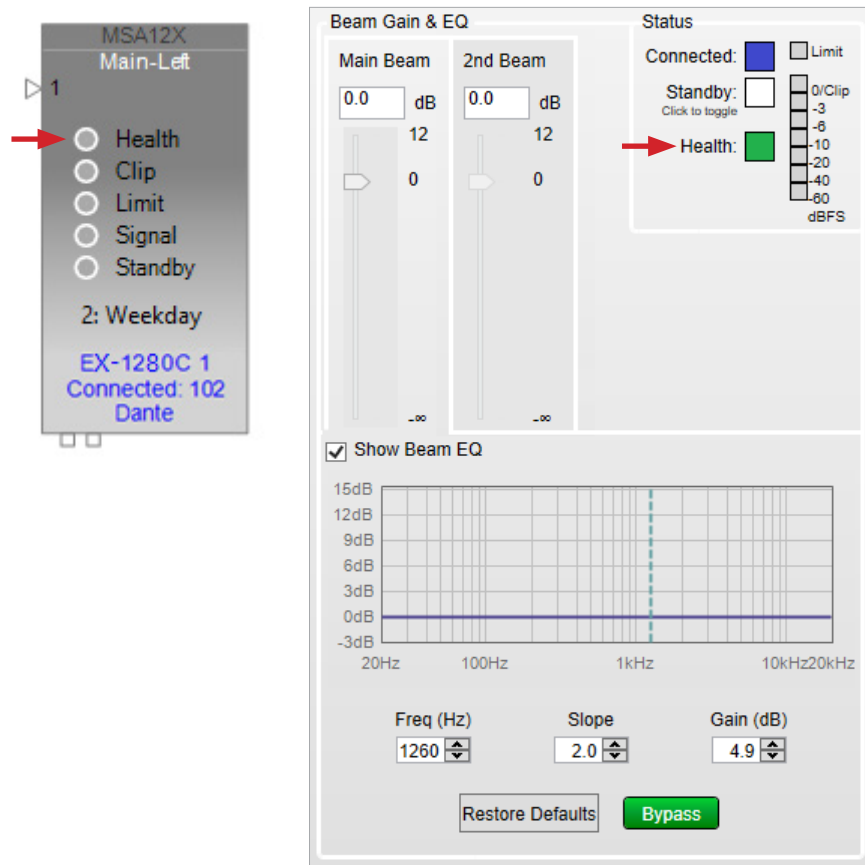 MSA12X
Main-Left
1
Health
Clip
Limit
Signal
Standby
2: Weekday
EX-1280C 1
Connected: 102
Dante
Beam Gain & EQ
Main Beam
0.0 dB
12
0
-∞
2nd Beam
0.0 dB
12
0
-∞
Status
Connected:
Standby:
Click to toggle
Health:
Limit
0/Clip
-3
-6
-10
-20
-40
-60
dBFS
Show Beam EQ
15dB
12dB
9dB
6dB
3dB
0dB
-3dB
20Hz 100Hz 1kHz 10kHz20kHz
Freq (Hz) Slope Gain (dB)
1260 2.0 4.9
Restore Defaults Bypass